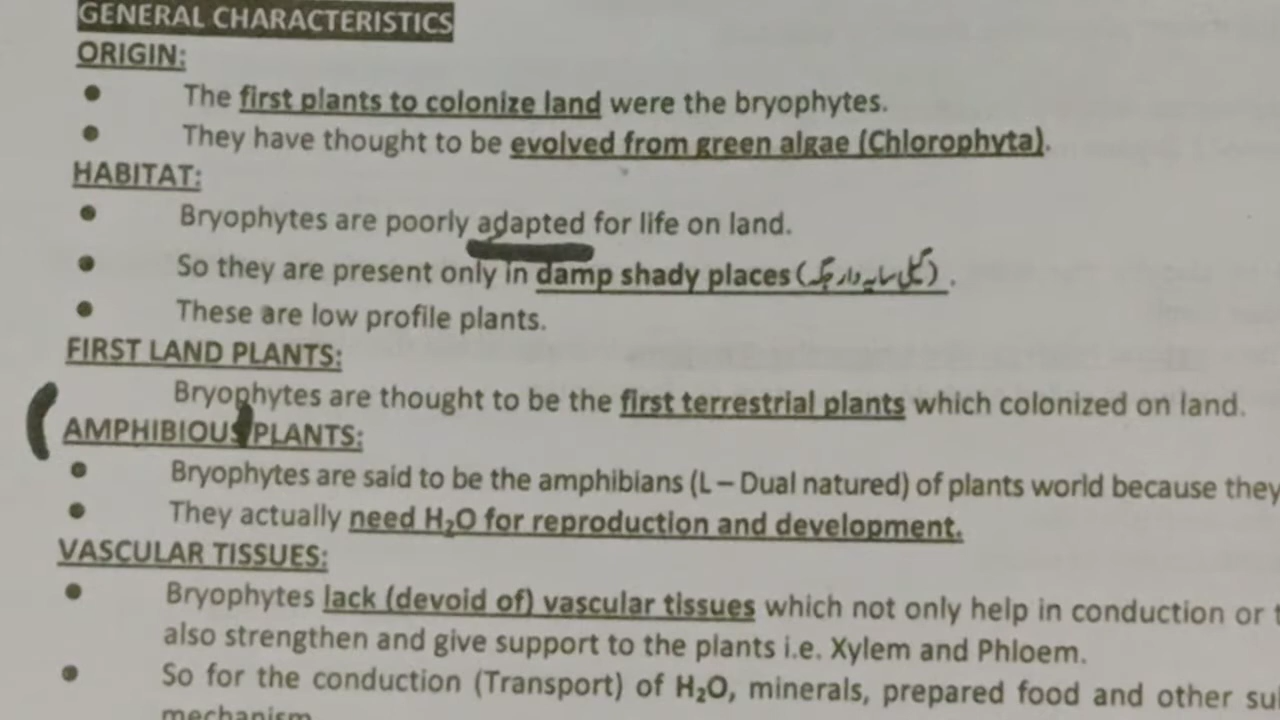 GENERAL CHARACTERISTICS
ORIGIN:
• The first plants to colonize land were the bryophytes.
• They have thought to be evolved from green algae (Chlorophyta).
HABITAT:
• Bryophytes are poorly adapted for life on land.
• So they are present only in damp shady places (گیلی سایہ دار جگہ).
• These are low profile plants.
FIRST LAND PLANTS:
Bryophytes are thought to be the first terrestrial plants which colonized on land.
AMPHIBIOUS PLANTS:
• Bryophytes are said to be the amphibians (L – Dual natured) of plants world because they
• They actually need H₂O for reproduction and development.
VASCULAR TISSUES:
• Bryophytes lack (devoid of) vascular tissues which not only help in conduction or
also strengthen and give support to the plants i.e. Xylem and Phloem.
• So for the conduction (Transport) of H₂O, minerals, prepared food and other
mechanism